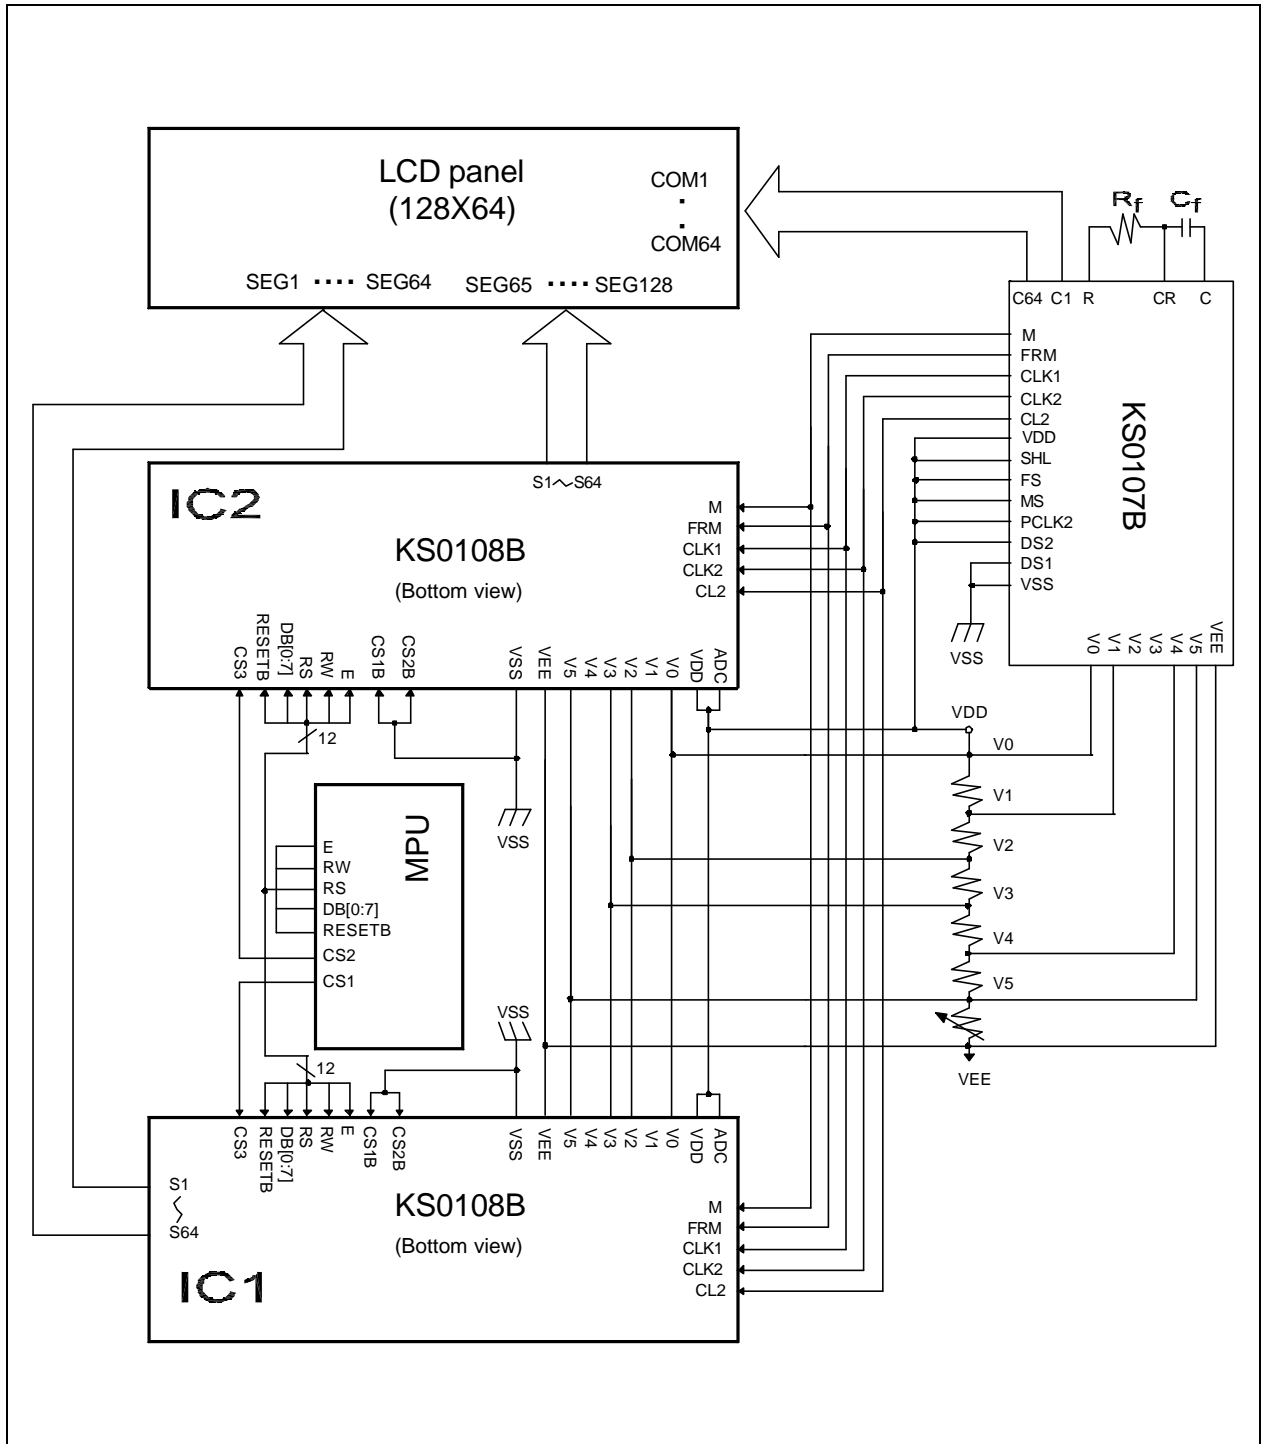 LCD panel
(128X64)
COM1
COM64
SEG1 .... SEG64
SEG65 .... SEG128
Rf
Cf
C64 C1 R CR C
M
FRM
CLK1
CLK2
CL2
VDD
SHL
FS
MS
PCLK2
DS2
DS1
VSS
KS0107B
V0 V1 V2 V3 V4 V5 VEE
VSS
IC2
S1~S64
KS0108B
(Bottom view)
M
FRM
CLK1
CLK2
CL2
CS3 RESETB DB[0:7] RS RW E CS1B CS2B VSS VEE V5 V4 V3 V2 V1 V0 VDD ADC
12
VSS
VDD
V0
V1
V2
V3
V4
V5
VEE
MPU
E
RW
RS
DB[0:7]
RESETB
CS2
CS1
VSS
12
CS3 RESETB DB[0:7] RS RW E CS1B CS2B VSS VEE V5 V4 V3 V2 V1 V0 VDD ADC
S1
S64
KS0108B
(Bottom view)
IC1
M
FRM
CLK1
CLK2
CL2